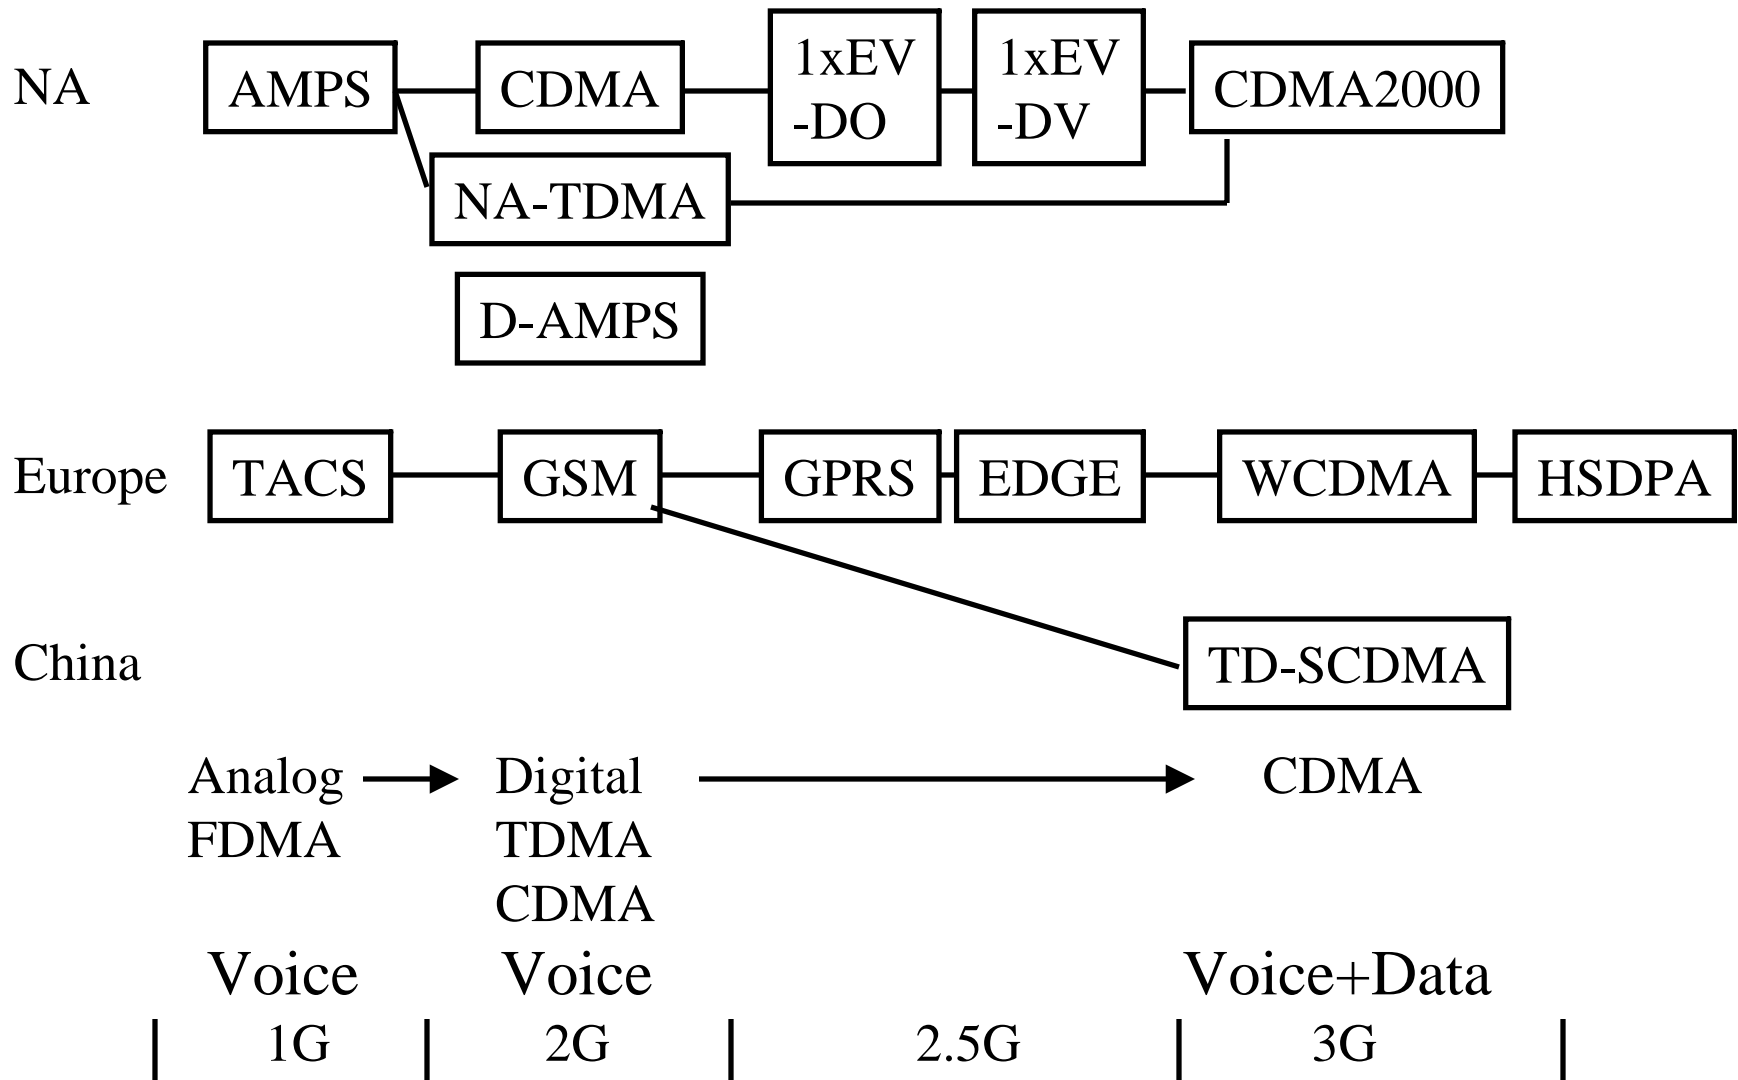 NA
AMPS
CDMA
1xEV
-DO
1xEV
-DV
CDMA2000
NA-TDMA
D-AMPS
Europe
TACS
GSM
GPRS
EDGE
WCDMA
HSDPA
China
TD-SCDMA
Analog
FDMA
Digital
TDMA
CDMA
CDMA
Voice
Voice
Voice+Data
1G
2G
2.5G
3G